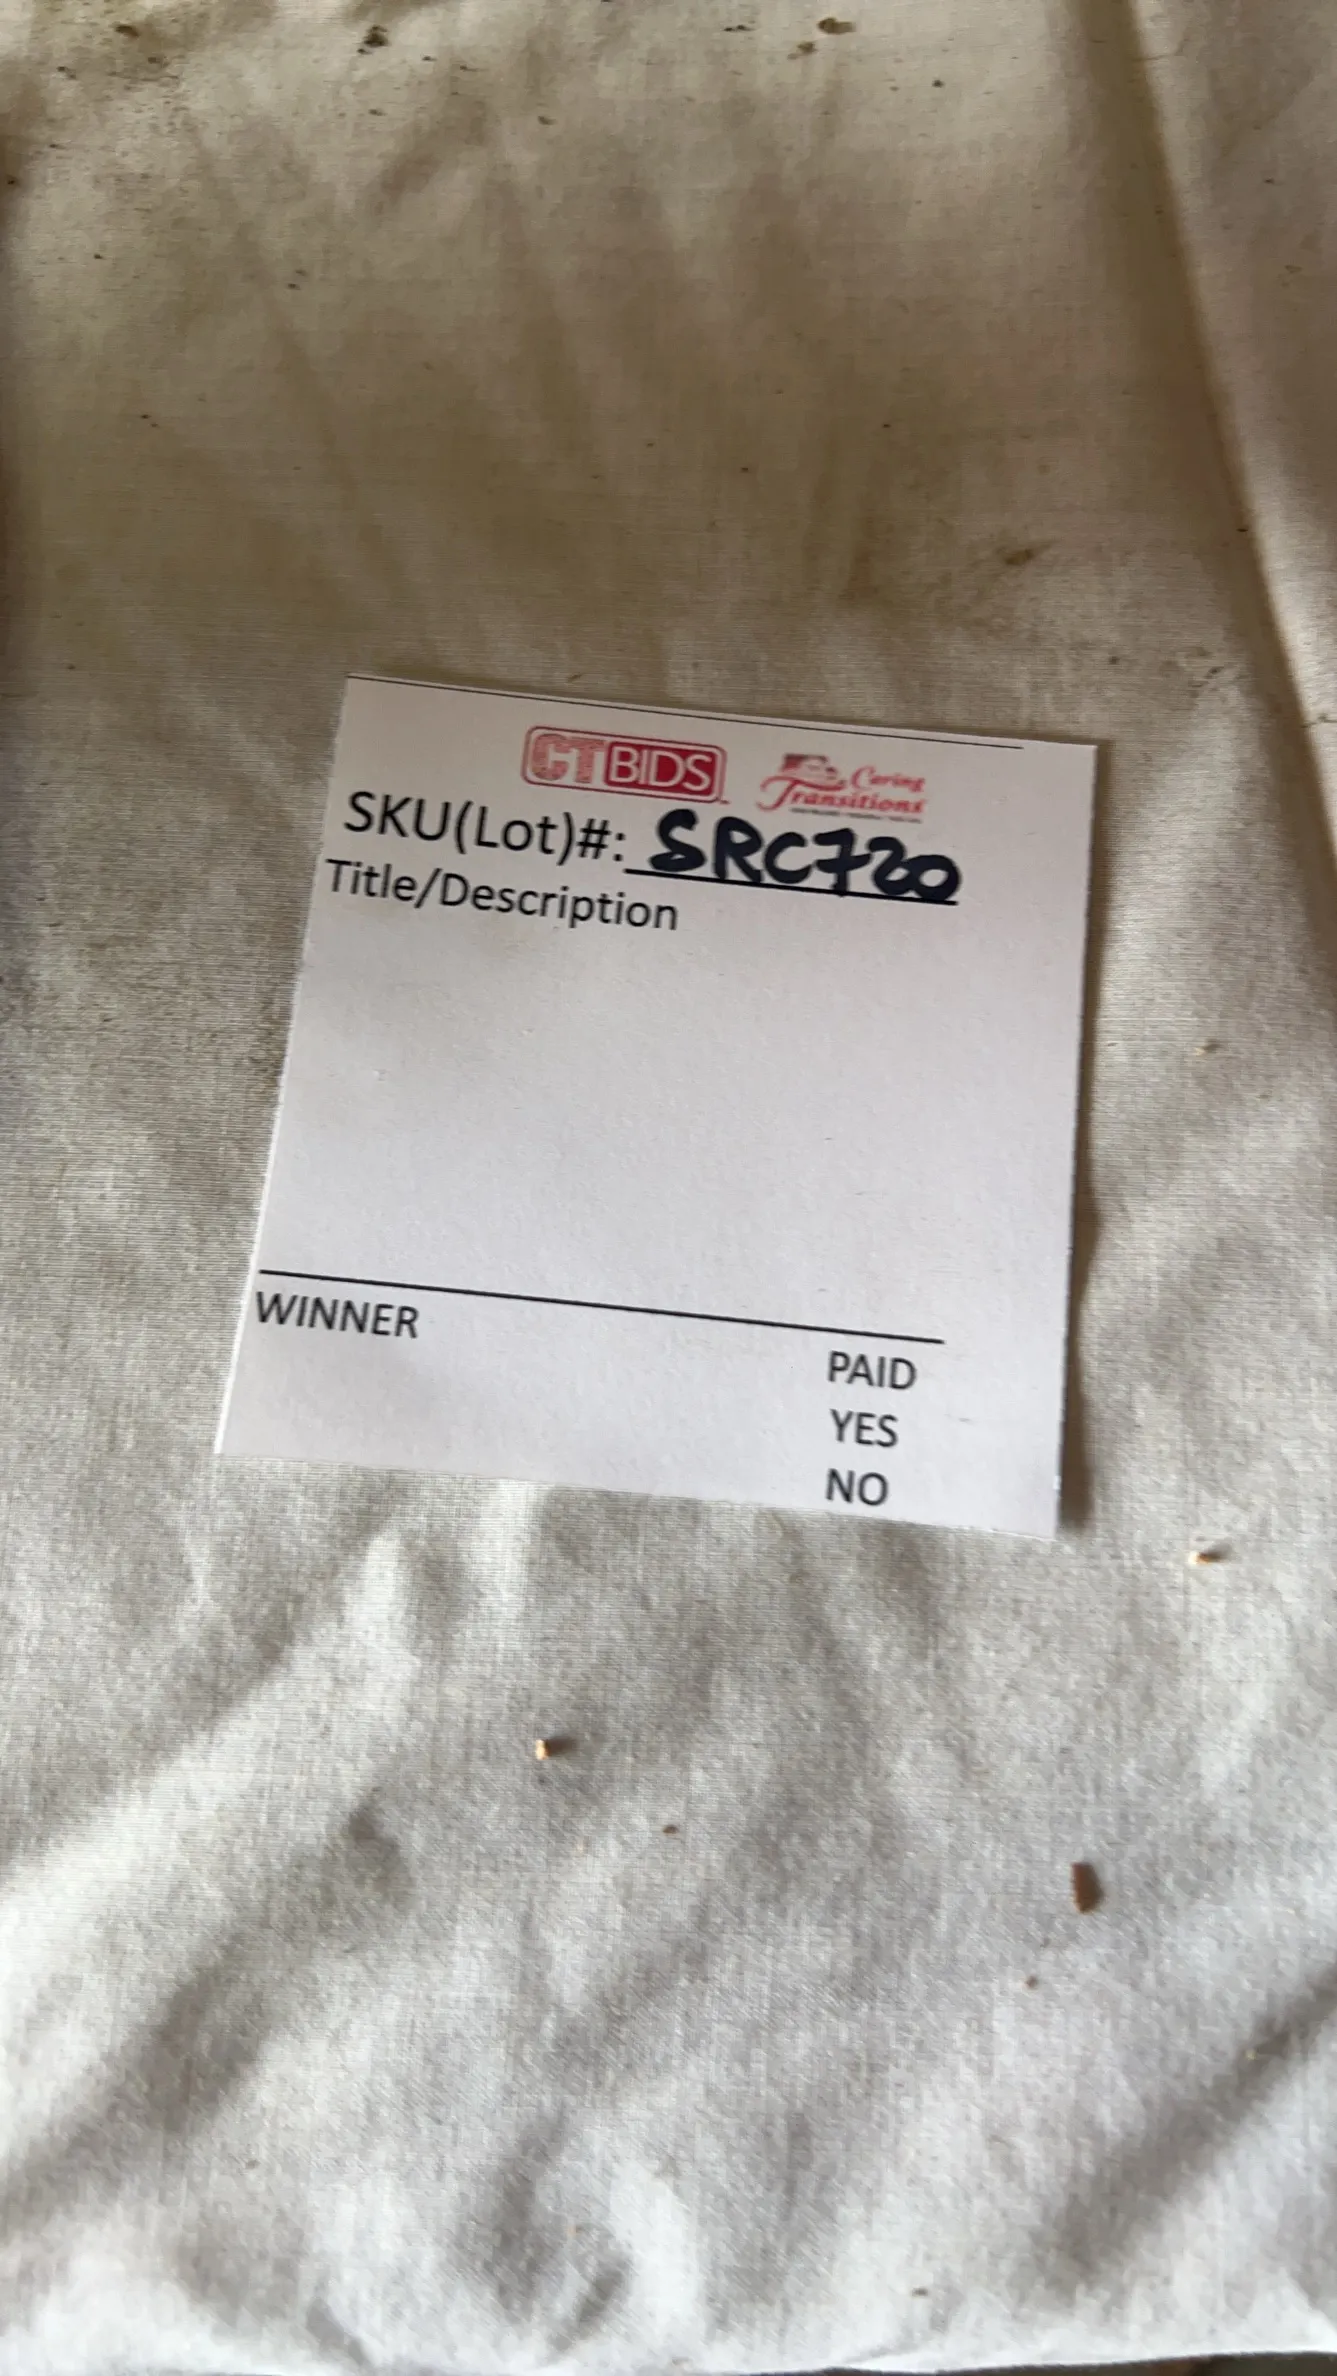 CTBIDS Caring Transitions
SKU(Lot)#: SRC720
Title/Description
WINNER
PAID
YES
NO